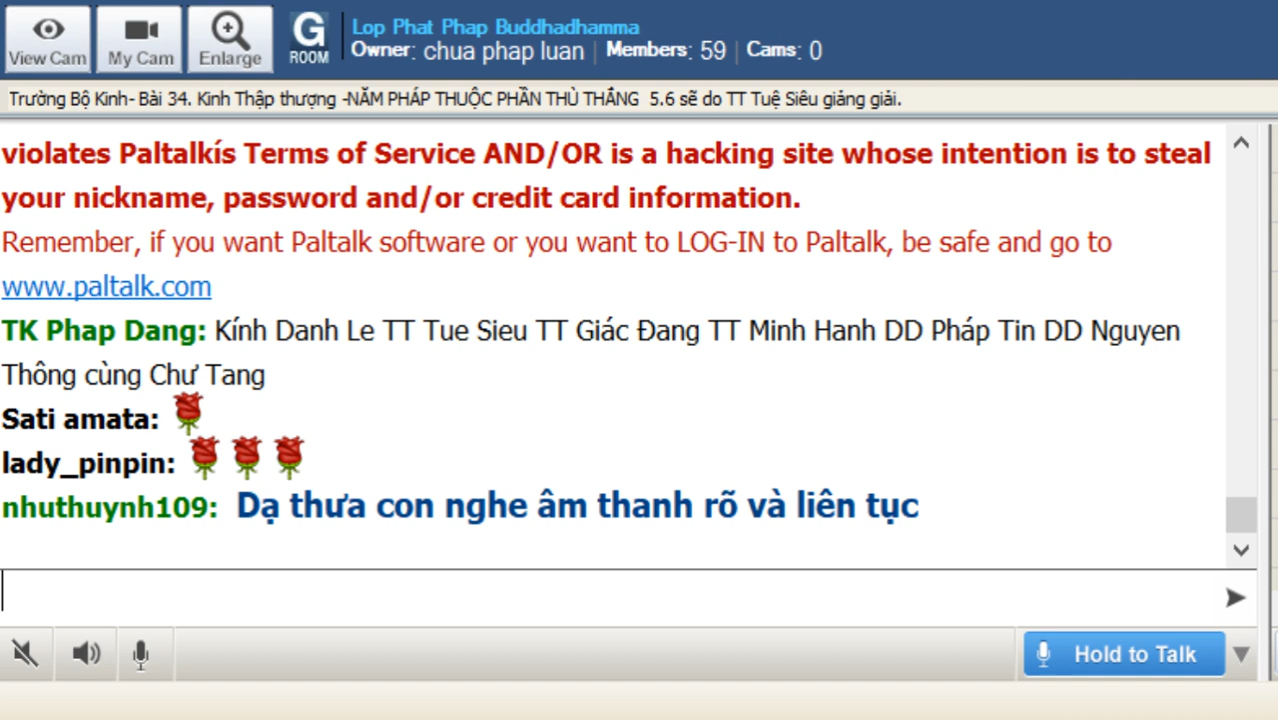 View Cam
My Cam
Enlarge
G
ROOM
Lop Phat Phap Buddhadhamma
Owner: chua phap luan | Members: 59 | Cams: 0
Trường Bộ Kinh- Bài 34. Kinh Thập thượng -NĂM PHÁP THUỘC PHẦN THÙ THẮNG 5.6 sẽ do TT Tuệ Siêu giảng giải.
violates Paltalkís Terms of Service AND/OR is a hacking site whose intention is to steal
your nickname, password and/or credit card information.
Remember, if you want Paltalk software or you want to LOG-IN to Paltalk, be safe and go to
www.paltalk.com
TK Phap Dang: Kính Danh Le TT Tue Sieu TT Giác Đang TT Minh Hanh DD Pháp Tin DD Nguyen
Thông cùng Chư Tang
Sati amata:
lady_pinpin:
nhuthuynh109: Dạ thưa con nghe âm thanh rõ và liên tục
Hold to Talk